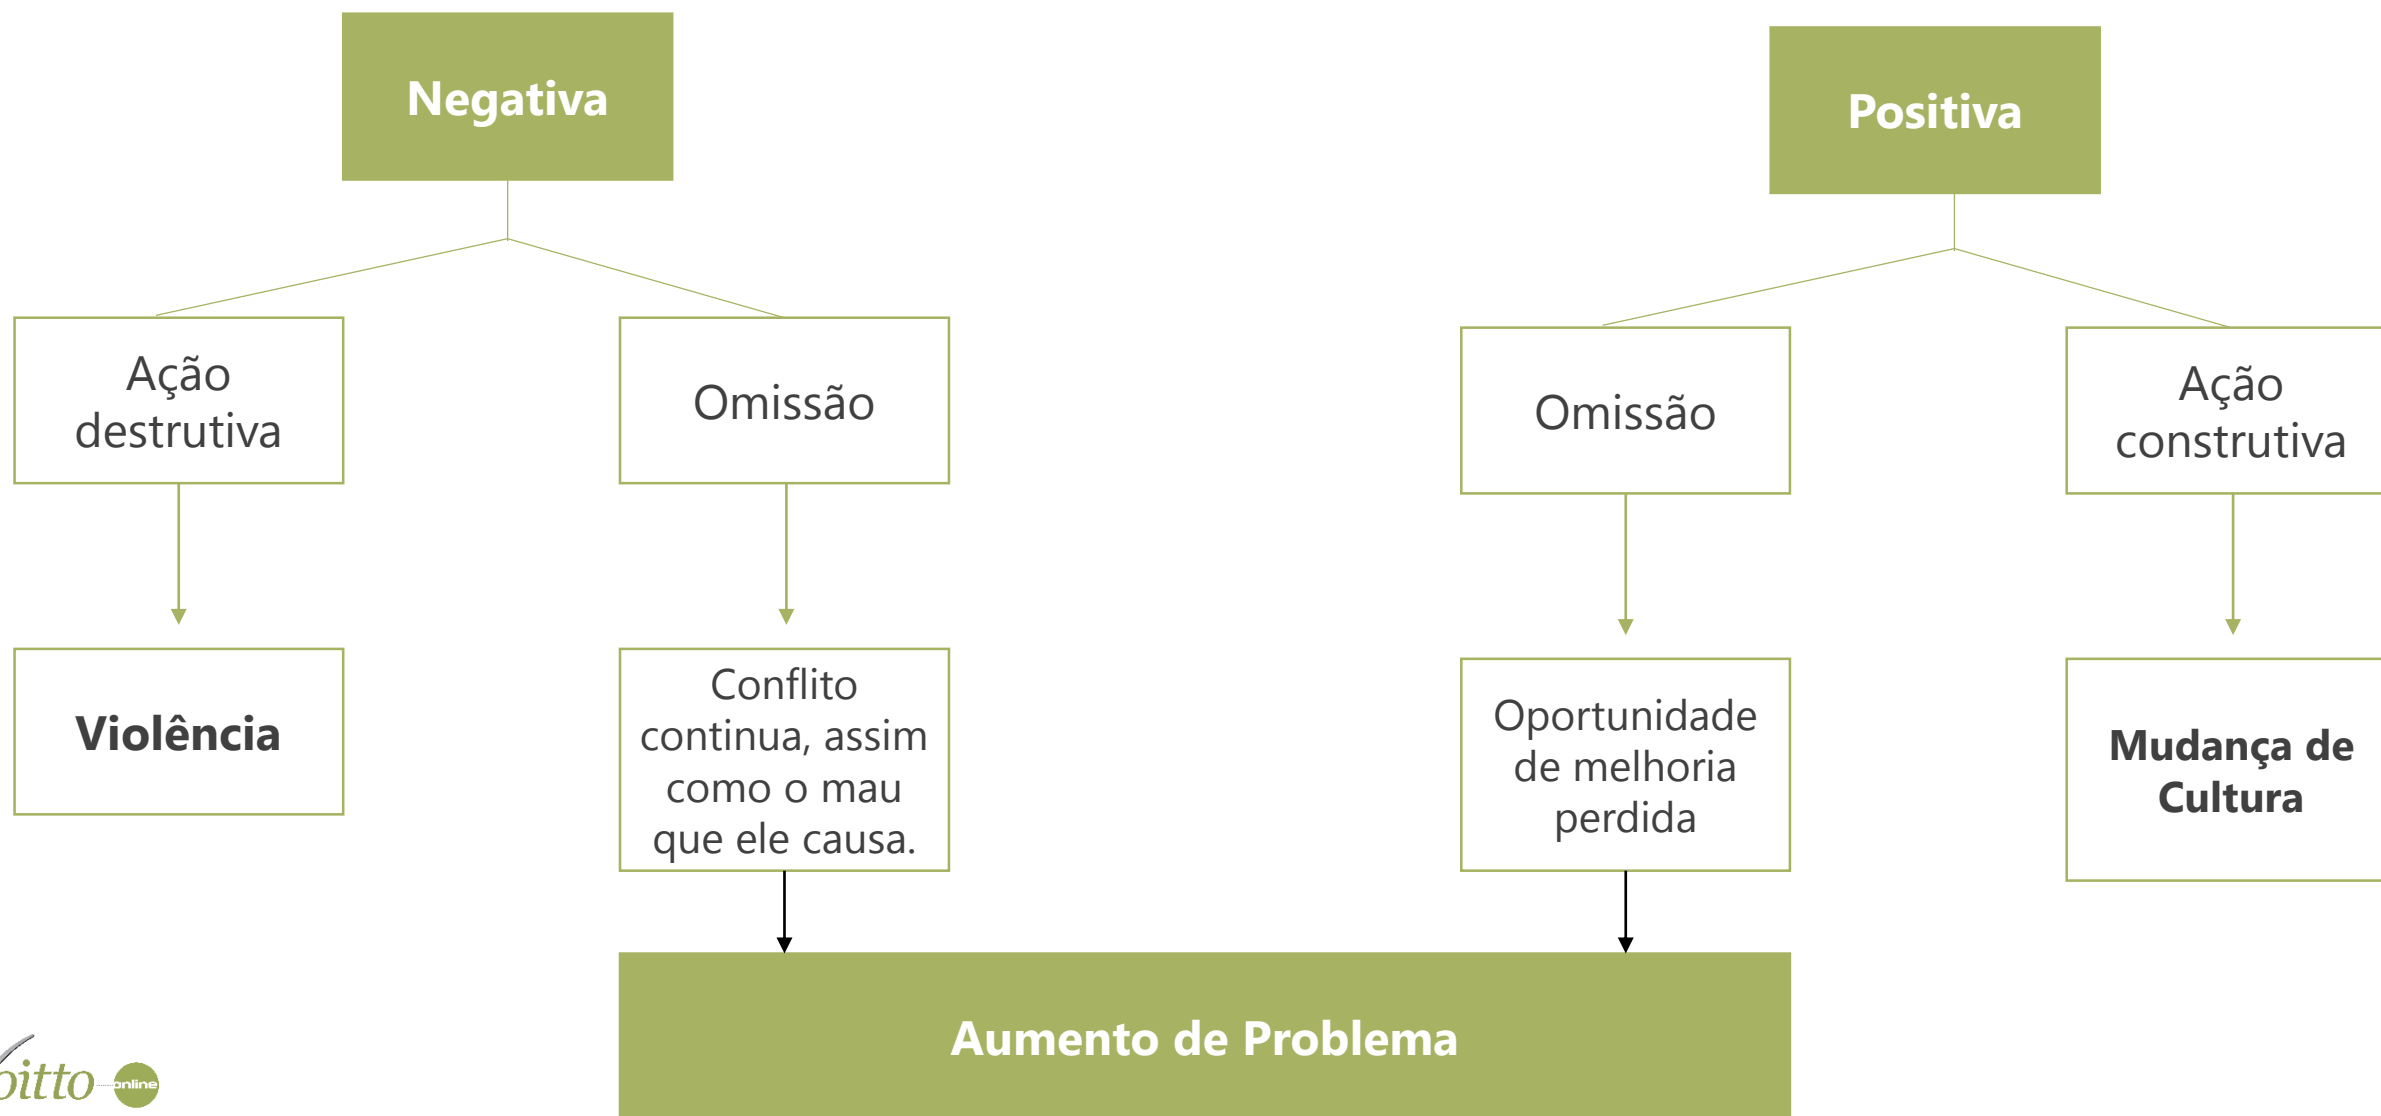 Negativa
Positiva
Ação
destrutiva
Omissão
Omissão
Ação
construtiva
Violência
Conflito
continua, assim
como o mau
que ele causa.
Oportunidade
de melhoria
perdida
Mudança de
Cultura
Aumento de Problema
oitto
online